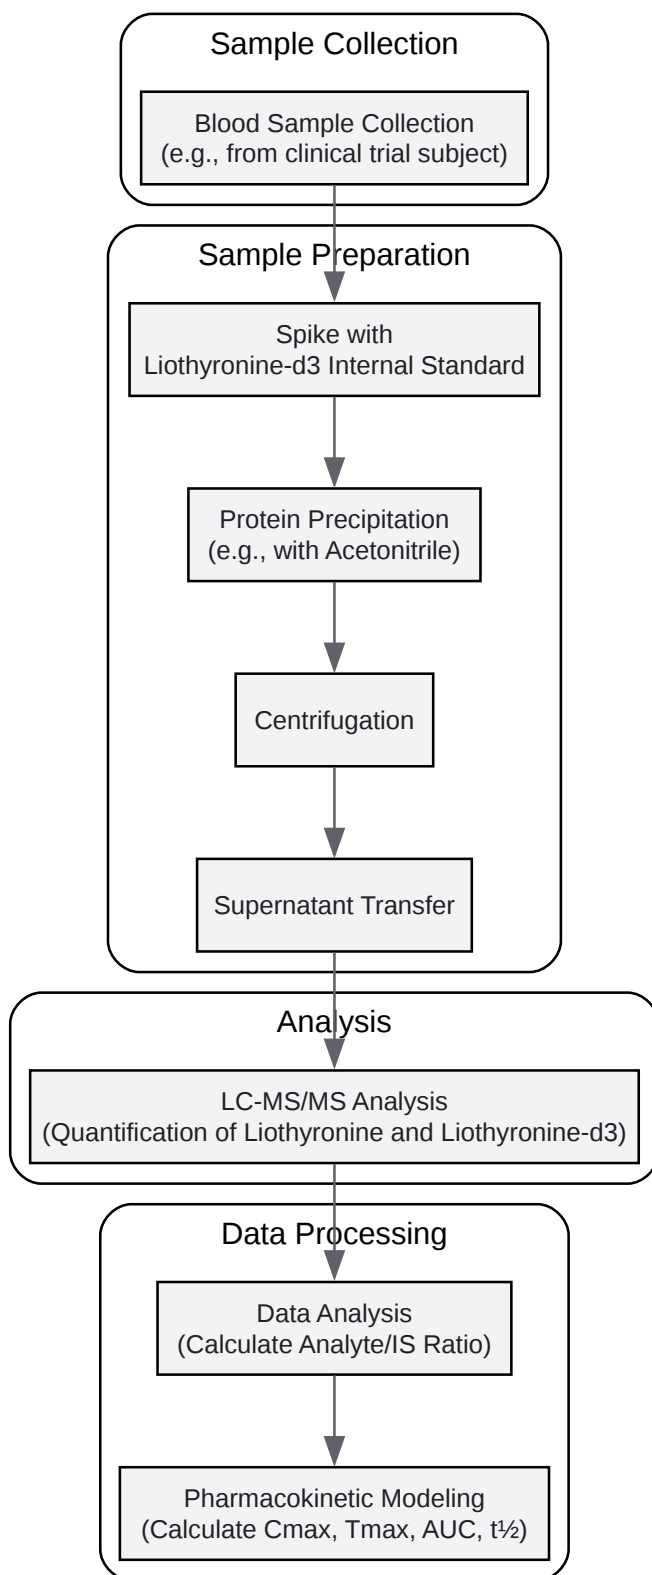 Sample Collection
Blood Sample Collection
(e.g., from clinical trial subject)
Sample Preparation
Spike with
Liothyronine-d3 Internal Standard
Protein Precipitation
(e.g., with Acetonitrile)
Centrifugation
Supernatant Transfer
Analysis
LC-MS/MS Analysis
(Quantification of Liothyronine and Liothyronine-d3)
Data Processing
Data Analysis
(Calculate Analyte/IS Ratio)
Pharmacokinetic Modeling
(Calculate Cmax, Tmax, AUC, t½)